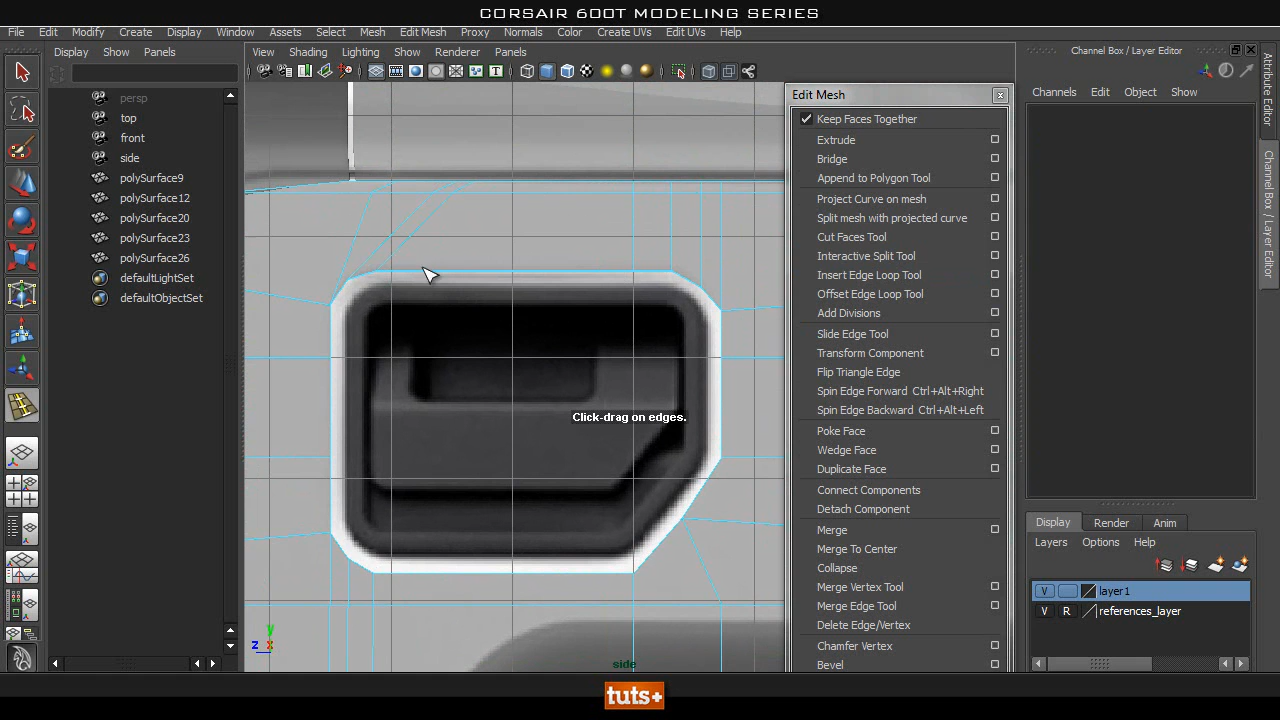 CORSAIR 600T MODELING SERIES
File Edit Modify Create Display Window Assets Select Mesh Edit Mesh Proxy Normals Color Create UVs Edit UVs Help
Display Show Panels
View Shading Lighting Show Renderer Panels
Channel Box / Layer Editor
Channels Edit Object Show
persp
top
front
side
polySurface9
polySurface12
polySurface20
polySurface23
polySurface26
defaultLightSet
defaultObjectSet
Click-drag on edges.
y
z x
side
Edit Mesh
Keep Faces Together
Extrude
Bridge
Append to Polygon Tool
Project Curve on mesh
Split mesh with projected curve
Cut Faces Tool
Interactive Split Tool
Insert Edge Loop Tool
Offset Edge Loop Tool
Add Divisions
Slide Edge Tool
Transform Component
Flip Triangle Edge
Spin Edge Forward Ctrl+Alt+Right
Spin Edge Backward Ctrl+Alt+Left
Poke Face
Wedge Face
Duplicate Face
Connect Components
Detach Component
Merge
Merge To Center
Collapse
Merge Vertex Tool
Merge Edge Tool
Delete Edge/Vertex
Chamfer Vertex
Bevel
Attribute Editor
Channel Box / Layer Editor
Display Render Anim
Layers Options Help
V layer1
V R references_layer
tuts+